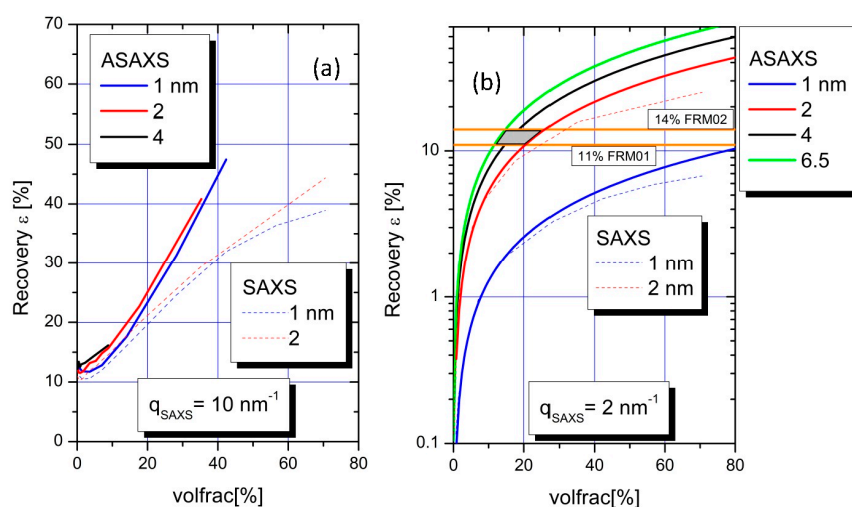 70
60
50
40
30
20
10
0
Recovery ε [%]
0
20
40
60
80
volfrac[%]
ASAXS
1 nm
2
4
(a)
SAXS
1 nm
2
q_SAXS= 10 nm⁻¹
10
1
0.1
Recovery ε [%]
0
20
40
60
80
volfrac[%]
(b)
14% FRM02
11% FRM01
SAXS
1 nm
2 nm
q_SAXS= 2 nm⁻¹
ASAXS
1 nm
2
4
6.5